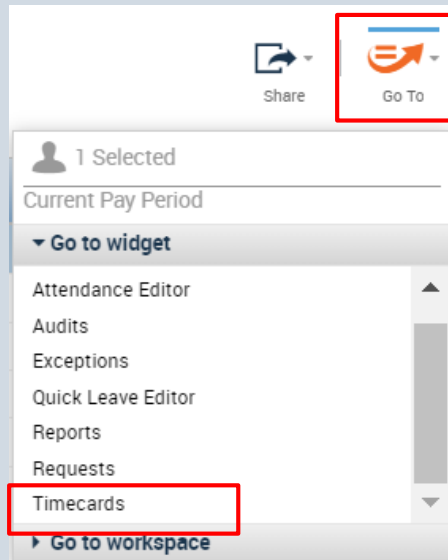 Share
Go To
1 Selected
Current Pay Period
Go to widget
Attendance Editor
Audits
Exceptions
Quick Leave Editor
Reports
Requests
Timecards
Go to workspace